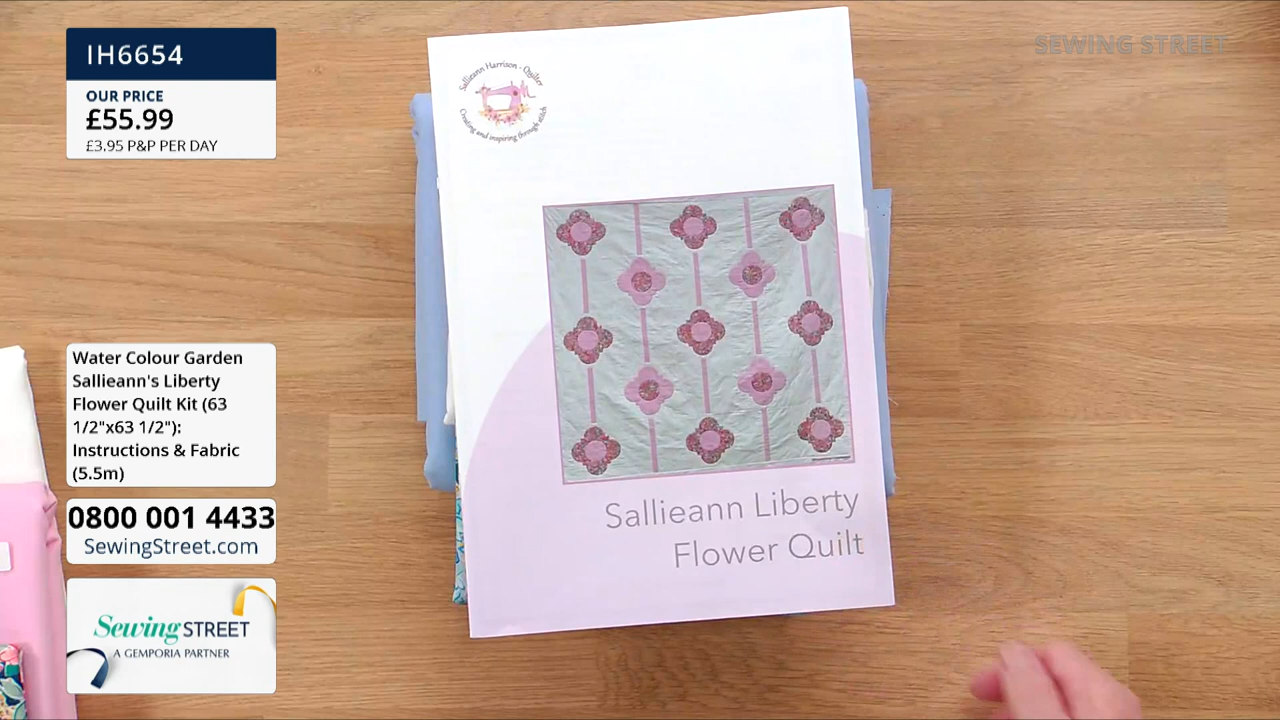 IH6654
OUR PRICE
£55.99
£3.95 P&P PER DAY
SEWING STREET
Sallieann Harrison - Quilter
Creating and inspiring through stitch
Water Colour Garden
Sallieann's Liberty
Flower Quilt Kit (63
1/2"x63 1/2"):
Instructions & Fabric
(5.5m)
0800 001 4433
SewingStreet.com
Sewing STREET
A GEMPORIA PARTNER
Sallieann Liberty
Flower Quilt